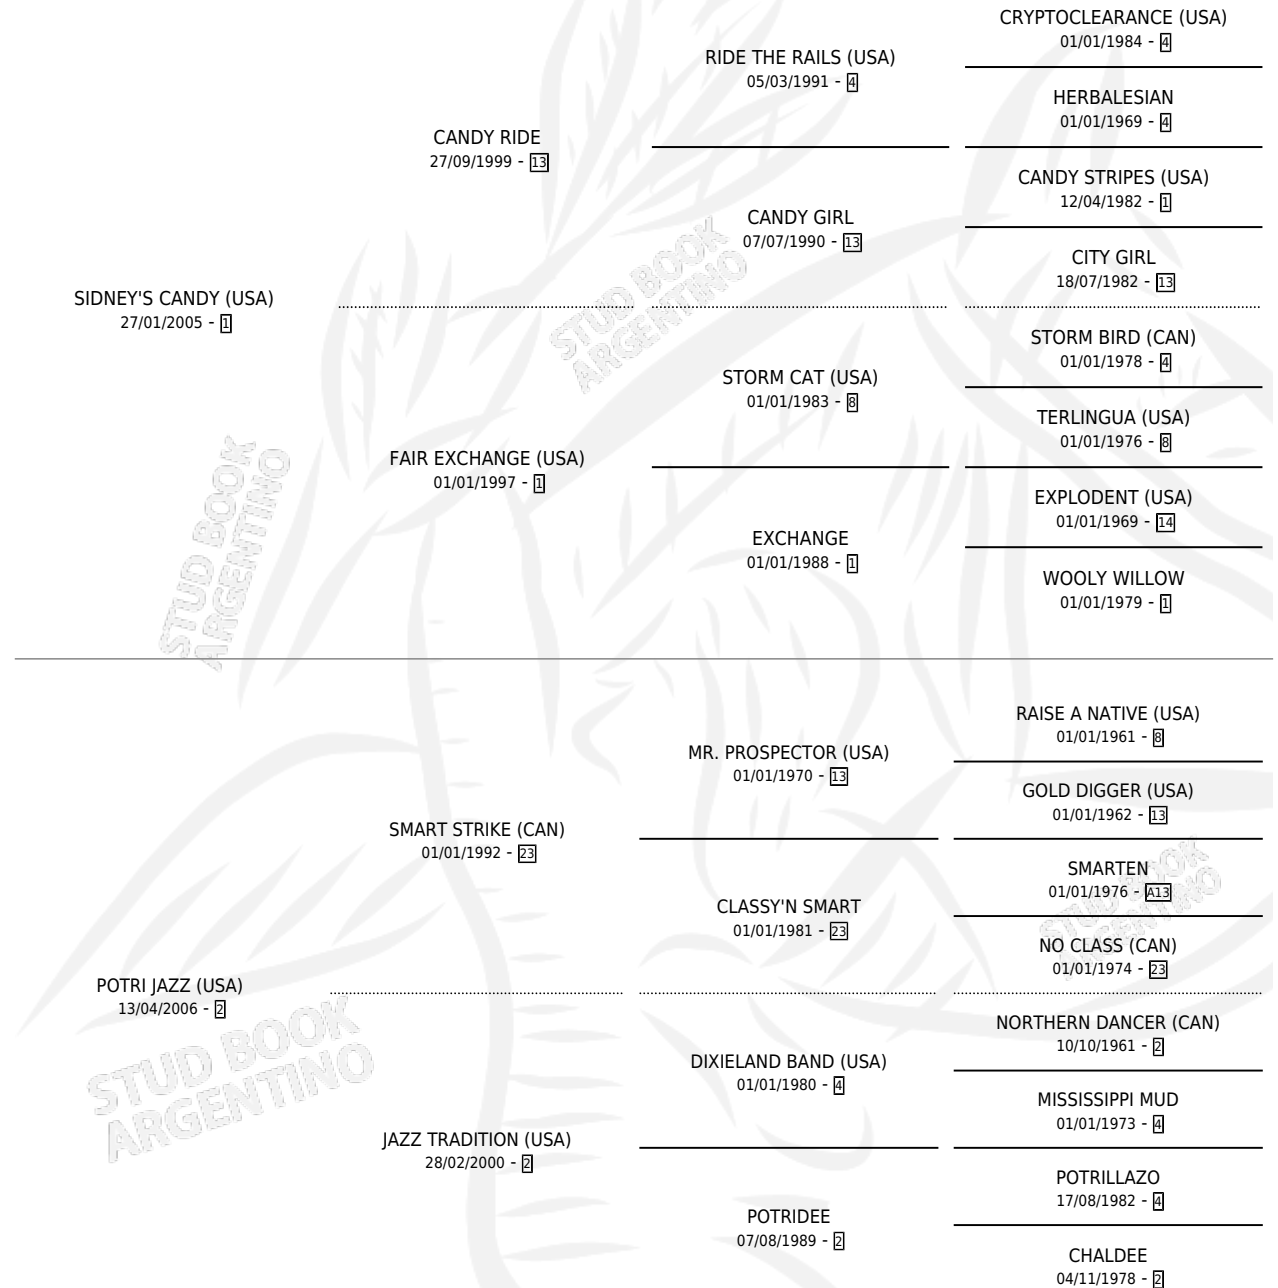 CRYPTOCLEARANCE (USA)
01/01/1984 - 4
RIDE THE RAILS (USA)
05/03/1991 - 4
HERBALESIAN
01/01/1969 - 4
CANDY RIDE
27/09/1999 - 13
CANDY STRIPES (USA)
12/04/1982 - 1
CANDY GIRL
07/07/1990 - 13
CITY GIRL
18/07/1982 - 13
SIDNEY'S CANDY (USA)
27/01/2005 - 1
STUD BOOK
ARGENTINO
STORM BIRD (CAN)
01/01/1978 - 4
STORM CAT (USA)
01/01/1983 - 8
TERLINGUA (USA)
01/01/1976 - 8
FAIR EXCHANGE (USA)
01/01/1997 - 1
EXPLODENT (USA)
01/01/1969 - 14
EXCHANGE
01/01/1988 - 1
WOOLY WILLOW
01/01/1979 - 1
STUD BOOK
ARGENTINO
RAISE A NATIVE (USA)
01/01/1961 - 8
MR. PROSPECTOR (USA)
01/01/1970 - 13
GOLD DIGGER (USA)
01/01/1962 - 13
SMART STRIKE (CAN)
01/01/1992 - 23
SMARTEN
01/01/1976 - A13
CLASSY'N SMART
01/01/1981 - 23
STUD BOOK
ARGENTINO
NO CLASS (CAN)
01/01/1974 - 23
POTRI JAZZ (USA)
13/04/2006 - 2
NORTHERN DANCER (CAN)
10/10/1961 - 2
DIXIELAND BAND (USA)
01/01/1980 - 4
STUD BOOK
ARGENTINO
MISSISSIPPI MUD
01/01/1973 - 4
JAZZ TRADITION (USA)
28/02/2000 - 2
POTRILLAZO
17/08/1982 - 4
POTRIDEE
07/08/1989 - 2
CHALDEE
04/11/1978 - 2